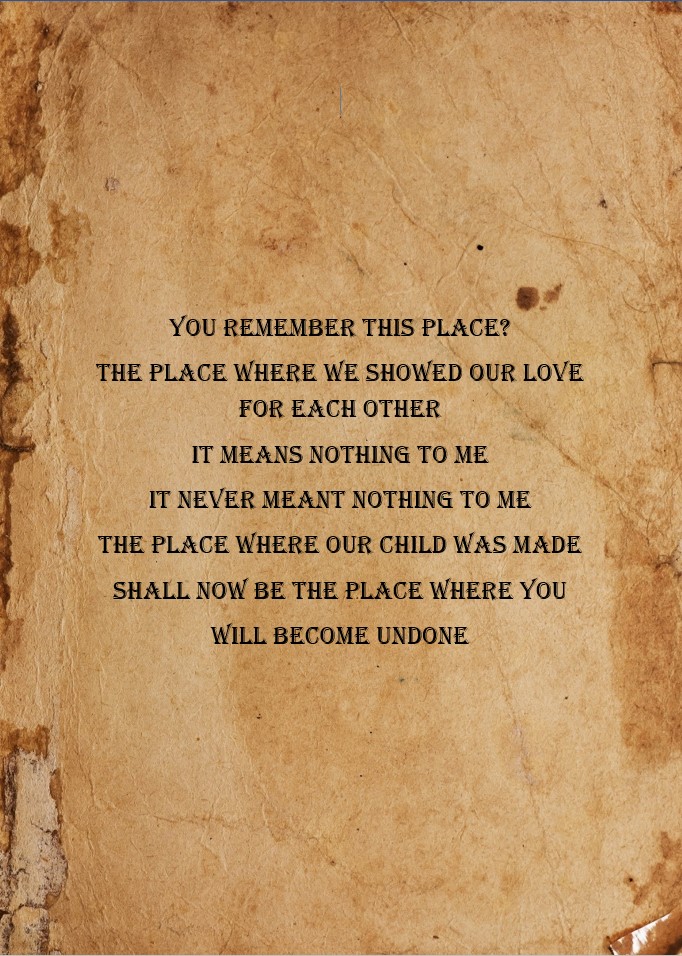 YOU REMEMBER THIS PLACE?
THE PLACE WHERE WE SHOWED OUR LOVE
FOR EACH OTHER
IT MEANS NOTHING TO ME
IT NEVER MEANT NOTHING TO ME
THE PLACE WHERE OUR CHILD WAS MADE
SHALL NOW BE THE PLACE WHERE YOU
WILL BECOME UNDONE